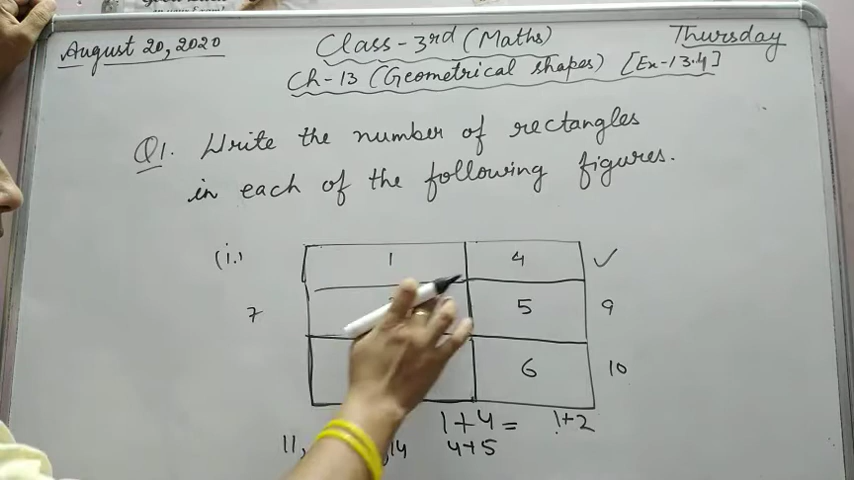 August 20, 2020
Class-3rd (Maths)
Thursday
Ch-13 (Geometrical shapes) [Ex-13.4]
Q1. Write the number of rectangles
in each of the following figures.
(i.)
1 4 ✓
7 5 9
6 10
1+4= 1+2
11, ,14 4+5